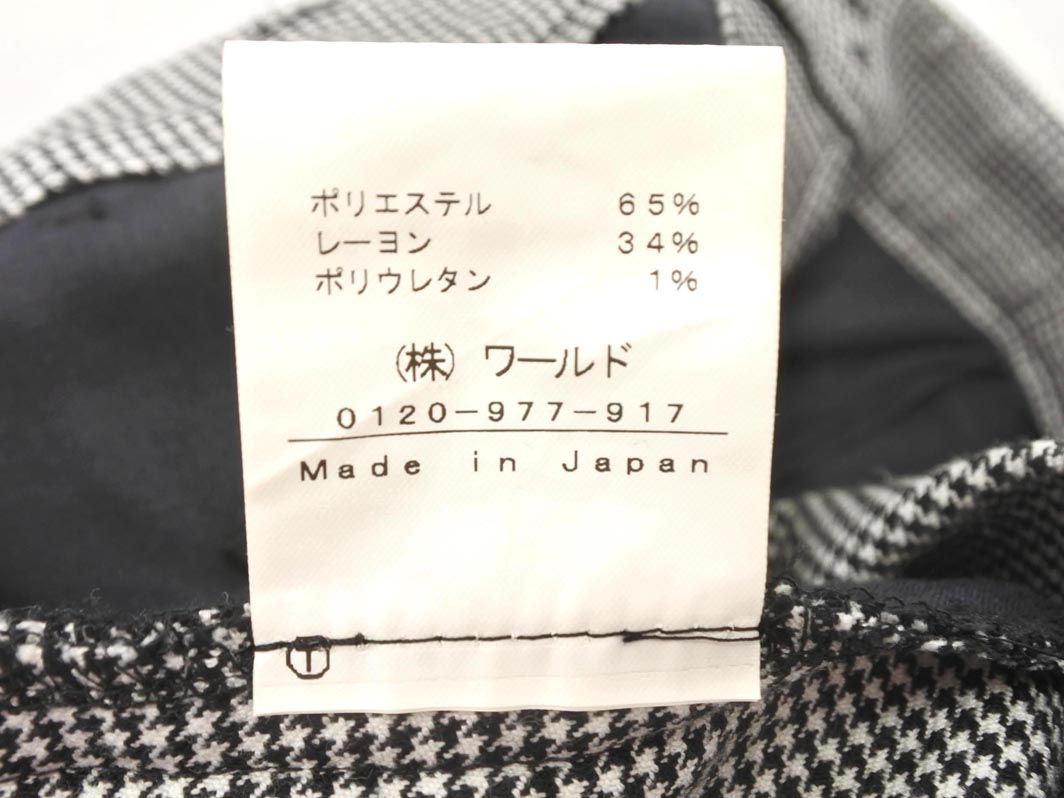 ポリエステル 65%
レーヨン 34%
ポリウレタン 1%
(株) ワールド
0120-977-917
Made in Japan
T